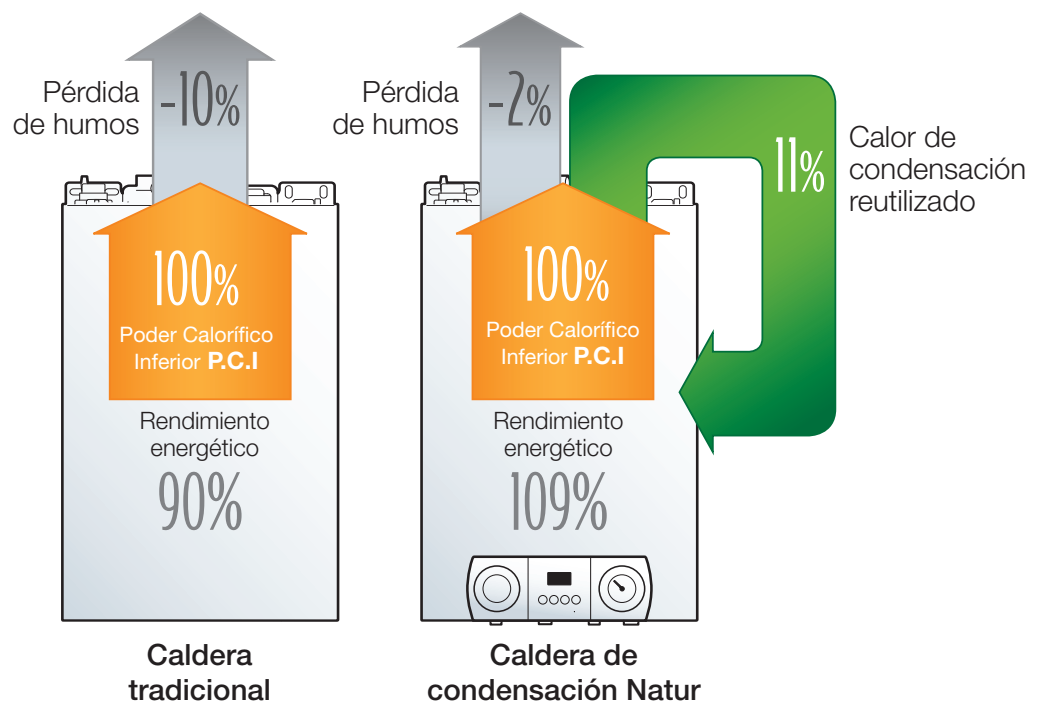 Pérdida
de humos
-10%
100%
Poder Calorífico
Inferior P.C.I
Rendimiento
energético
90%
Caldera
tradicional
Pérdida
de humos
-2%
11%
Calor de
condensación
reutilizado
100%
Poder Calorífico
Inferior P.C.I
Rendimiento
energético
109%
Caldera de
condensación Natur